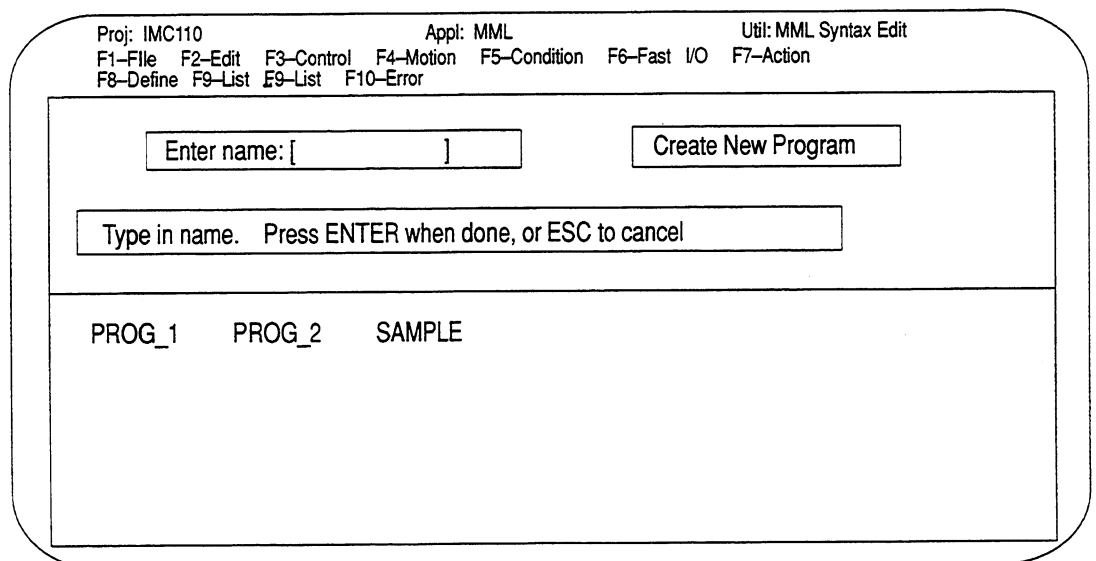 Proj: IMC110 Appl: MML Util: MML Syntax Edit
F1–FIle F2–Edit F3–Control F4–Motion F5–Condition F6–Fast I/O F7–Action
F8–Define F9–List F9–List F10–Error
Enter name: [ ] Create New Program
Type in name. Press ENTER when done, or ESC to cancel
PROG_1 PROG_2 SAMPLE